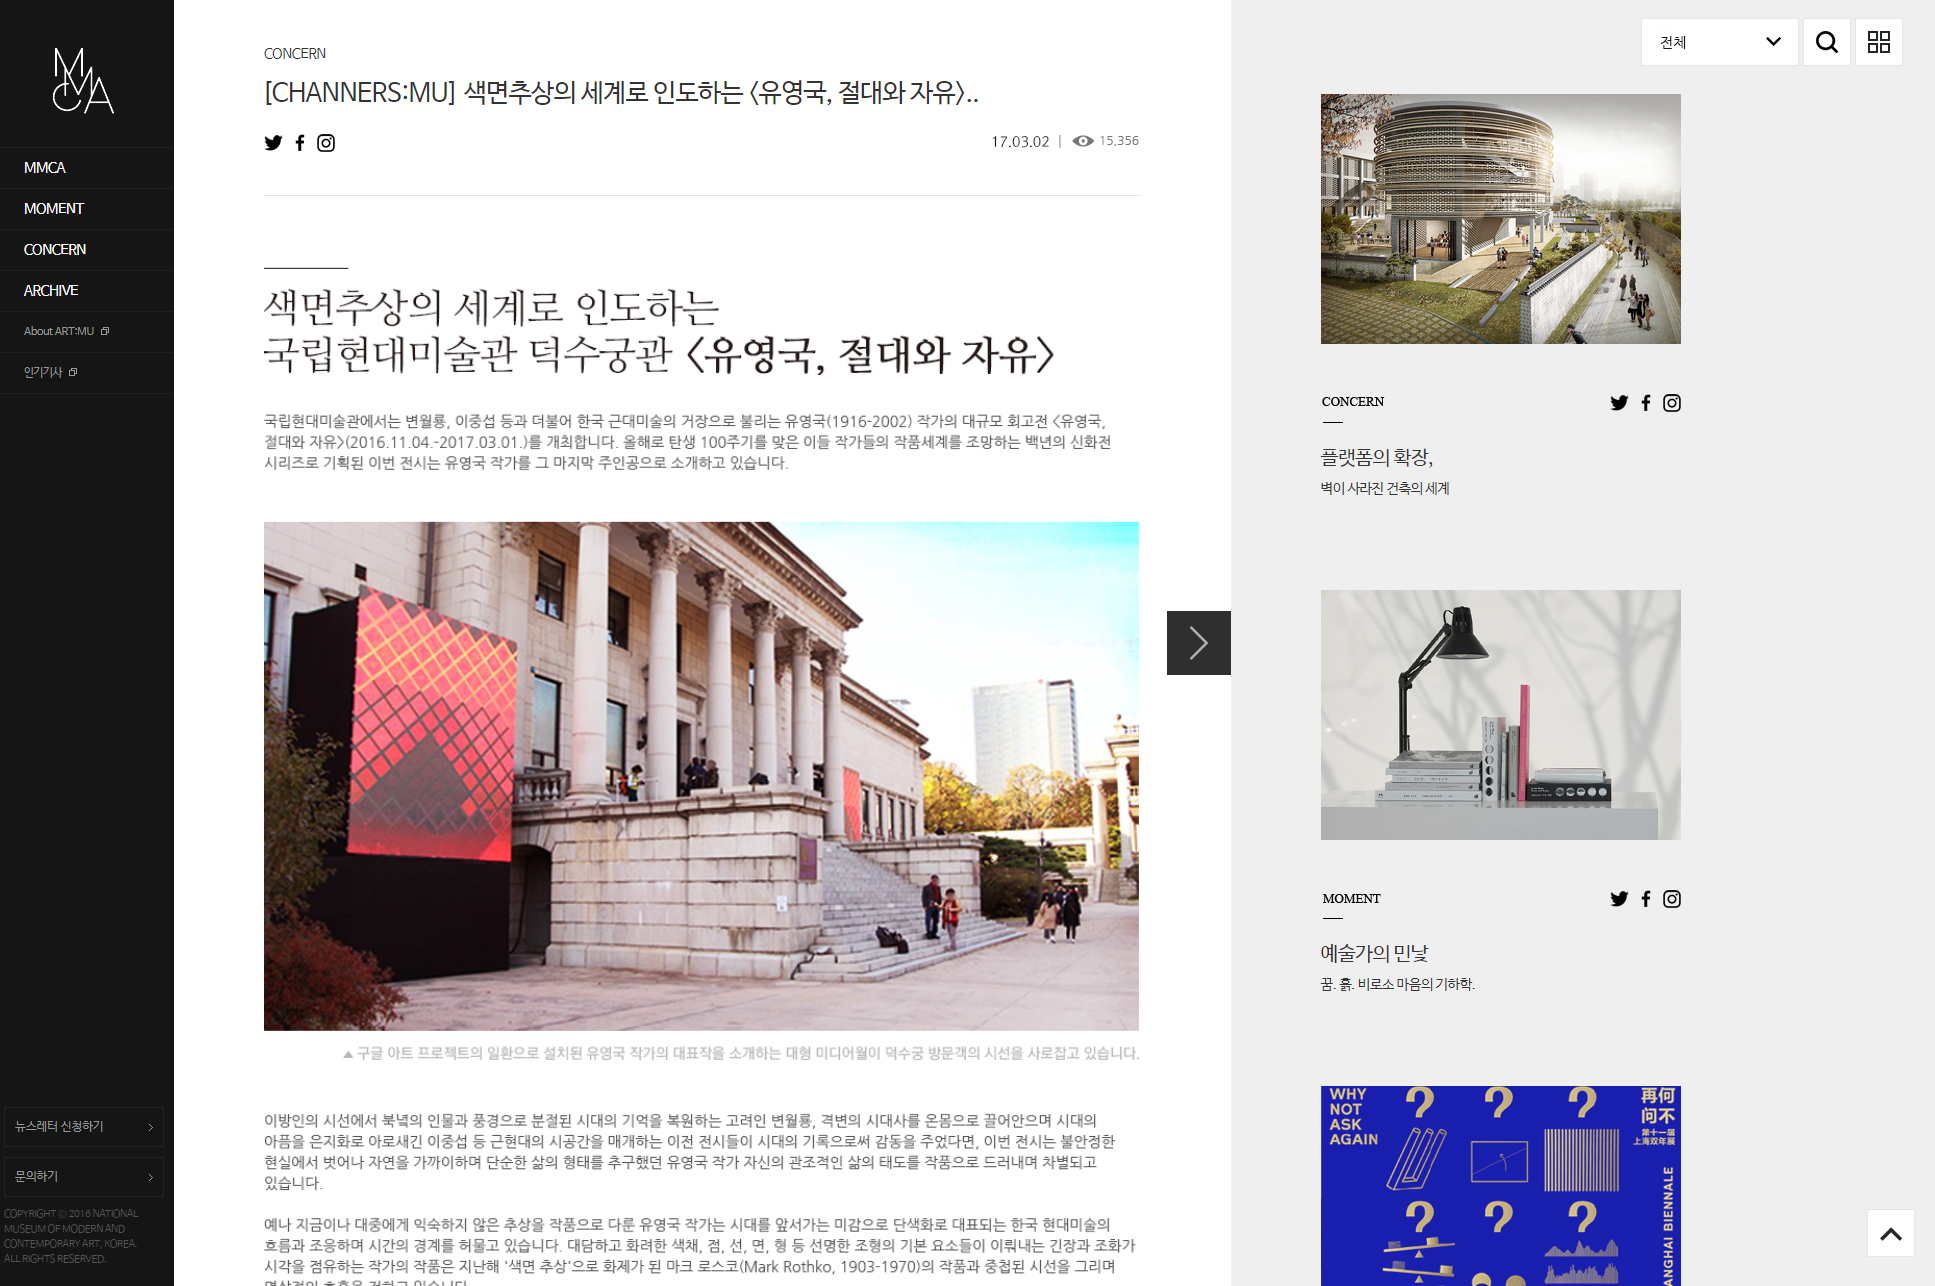 MMCA
MMCA
MOMENT
CONCERN
ARCHIVE
About ART:MU
인기기사
뉴스레터 신청하기
문의하기
COPYRIGHT © 2016 NATIONAL
MUSEUM OF MODERN AND
CONTEMPORARY ART, KOREA.
ALL RIGHTS RESERVED.
CONCERN
[CHANNERS:MU] 색면추상의 세계로 인도하는 <유영국, 절대와 자유>..
17.03.02 | 15,356
색면추상의 세계로 인도하는
국립현대미술관 덕수궁관 <유영국, 절대와 자유>
국립현대미술관에서는 변월룡, 이중섭 등과 더불어 한국 근대미술의 거장으로 불리는 유영국(1916-2002) 작가의 대규모 회고전 <유영국,
절대와 자유>(2016.11.04.-2017.03.01.)를 개최합니다. 올해로 탄생 100주기를 맞은 이들 작가들의 작품세계를 조망하는 백년의 신화전
시리즈로 기획된 이번 전시는 유영국 작가를 그 마지막 주인공으로 소개하고 있습니다.
▲ 구글 아트 프로젝트의 일환으로 설치된 유영국 작가의 대표작을 소개하는 대형 미디어월이 덕수궁 방문객의 시선을 사로잡고 있습니다.
이방인의 시선에서 북녘의 인물과 풍경으로 분절된 시대의 기억을 복원하는 고려인 변월룡, 격변의 시대사를 온몸으로 끌어안으며 시대의
아픔을 은지화로 아로새긴 이중섭 등 근현대의 시공간을 매개하는 이전 전시들이 시대의 기록으로써 감동을 주었다면, 이번 전시는 불안정한
현실에서 벗어나 자연을 가까이하며 단순한 삶의 형태를 추구했던 유영국 작가 자신의 관조적인 삶의 태도를 작품으로 드러내며 차별되고
있습니다.
예나 지금이나 대중에게 익숙하지 않은 추상을 작품으로 다룬 유영국 작가는 시대를 앞서가는 미감으로 단색화로 대표되는 한국 현대미술의
흐름과 조응하며 시간의 경계를 허물고 있습니다. 대담하고 화려한 색채, 점, 선, 면, 형 등 선명한 조형의 기본 요소들이 이뤄내는 긴장과 조화가
시각을 점유하는 작가의 작품은 지난해 '색면 추상'으로 화제가 된 마크 로스코(Mark Rothko, 1903-1970)의 작품과 중첩된 시선을 그리며
전체
CONCERN
플랫폼의 확장,
벽이 사라진 건축의 세계
MOMENT
예술가의 민낯
꿈. 흙. 비로소 마음의 기하학.
WHY
NOT
ASK
AGAIN
再何
问不
第十一届
上海双年展
ANGHAI BIENNALE